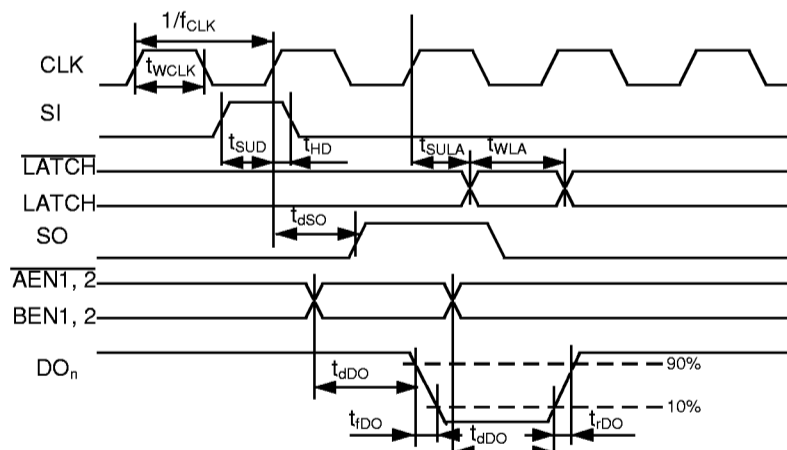 1/fCLK
CLK
tWCLK
SI
tSUD
tHD
tSULA
tWLA
LATCH
LATCH
tdSO
SO
AEN1, 2
BEN1, 2
DOn
tdDO
90%
10%
tfDO
tdDO
trDO